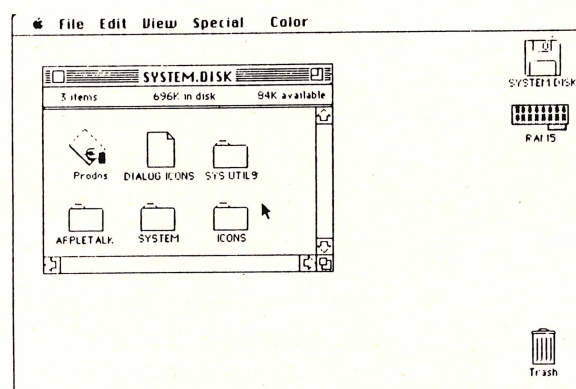 File Edit View Special Color
SYSTEM.DISK
3 items 696K in disk 94K available
SYSTEM.DISK
RAM5
Prodos DIALOG ICONS SYS UTILS
APPLETALK SYSTEM ICONS
Trash